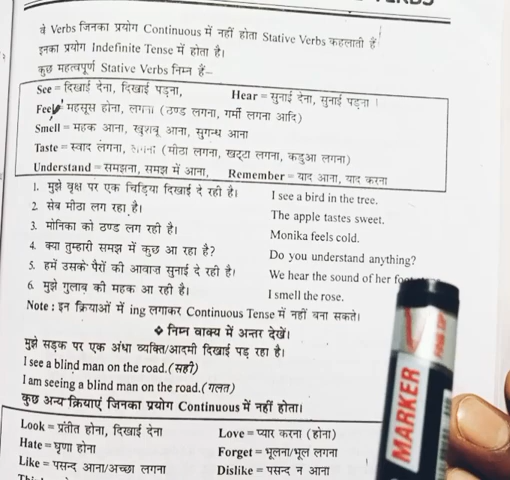 VERBS
वे Verbs जिनका प्रयोग Continuous में नहीं होता Stative Verbs कहलाती हैं
इनका प्रयोग Indefinite Tense में होता है।
कुछ महत्वपूर्ण Stative Verbs निम्न हैं–
See = दिखाई देना, दिखाई पड़ना, Hear = सुनाई देना, सुनाई पड़ना ।
Feel = महसूस होना, लगना (ठण्ड लगना, गर्मी लगना आदि)
Smell = महक आना, खुशबू आना, सुगन्ध आना
Taste = स्वाद लगना, लगना (मीठा लगना, खट्टा लगना, कडुआ लगना)
Understand = समझना, समझ में आना, Remember = याद आना, याद करना
1. मुझे वृक्ष पर एक चिड़िया दिखाई दे रही है। I see a bird in the tree.
2. सेब मीठा लग रहा है। The apple tastes sweet.
3. मोनिका को ठण्ड लग रही है। Monika feels cold.
4. क्या तुम्हारी समझ में कुछ आ रहा है? Do you understand anything?
5. हमें उसके पैरों की आवाज सुनाई दे रही है। We hear the sound of her
6. मुझे गुलाब की महक आ रही है। I smell the rose.
Note : इन क्रियाओं में ing लगाकर Continuous Tense में नहीं बना सकते।
❖ निम्न वाक्य में अन्तर देखें।
मुझे सड़क पर एक अंधा व्यक्ति/आदमी दिखाई पड़ रहा है।
I see a blind man on the road. (सही)
I am seeing a blind man on the road. (गलत)
कुछ अन्य क्रियाएं जिनका प्रयोग Continuous में नहीं होता।
Look = प्रतीत होना, दिखाई देना Love = प्यार करना (होना)
Hate = घृणा होना Forget = भूलना/भूल लगना
Like = पसन्द आना/अच्छा लगना Dislike = पसन्द न आना
MARKER